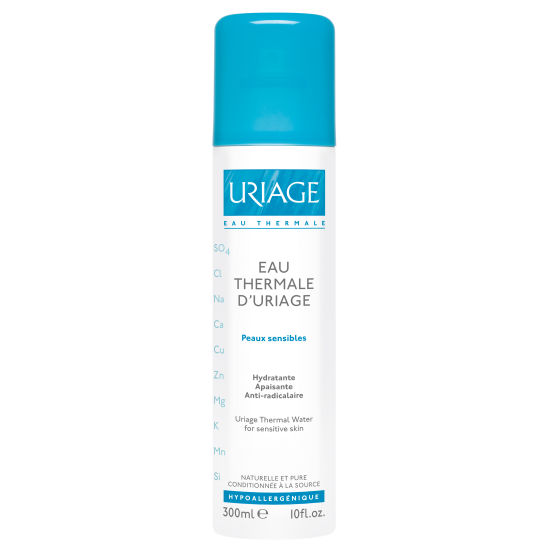 URIAGE
EAU THERMALE
SO4
Cl
Na
Ca
Cu
Zn
Mg
K
Mn
Si
EAU
THERMALE
D'URIAGE
Peaux sensibles
Hydratante
Apaisante
Anti-radicalaire
Uriage Thermal Water
for sensitive skin
NATURELLE ET PURE
CONDITIONNÉE À LA SOURCE
HYPOALLERGÉNIQUE
300ml ℮ 10fl.oz.